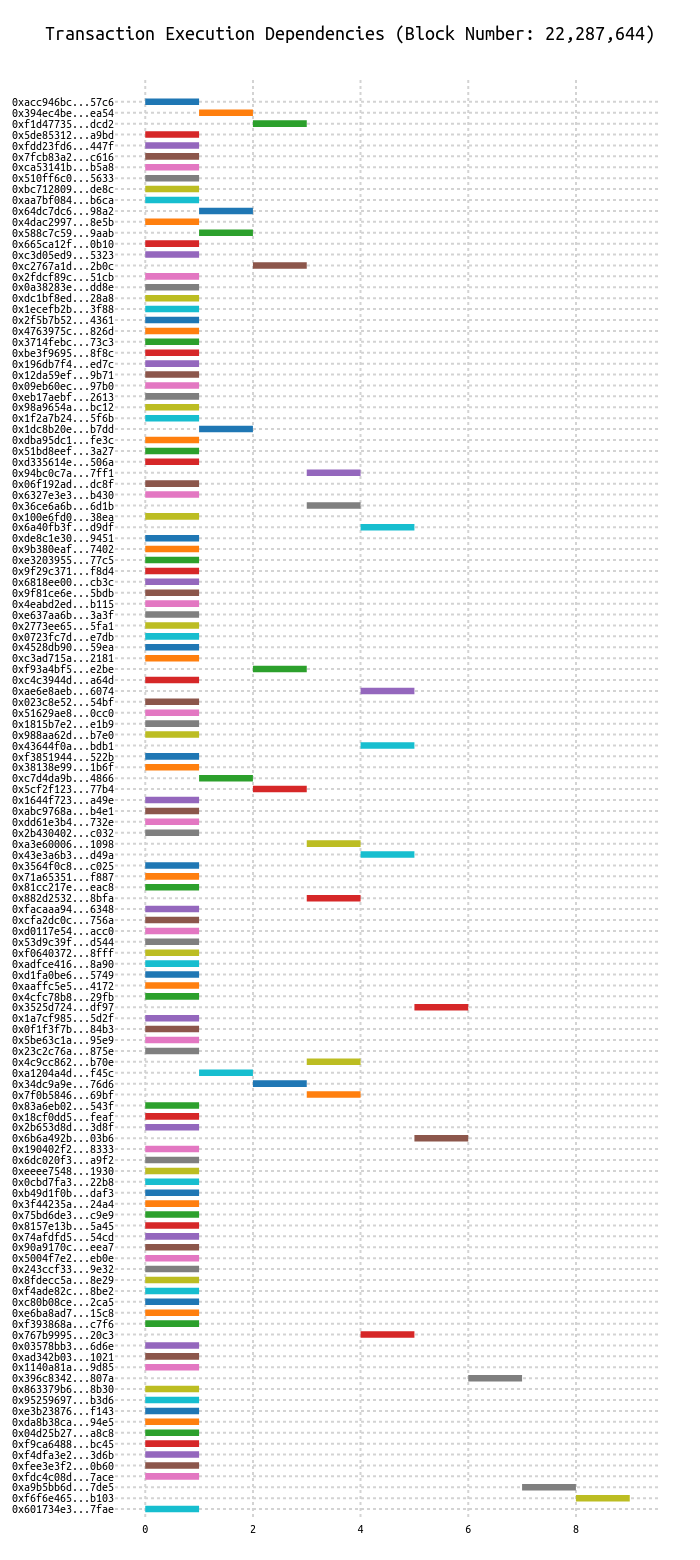 Transaction Execution Dependencies (Block Number: 22,287,644)
0xacc946bc...57c6
0x394ec4be...ea54
0xf1d47735...dcd2
0x5de85312...a9bd
0xfdd23fd6...447f
0x7fcb83a2...c616
0xca53141b...b5a8
0x510ff6c0...5633
0xbc712809...de8c
0xaa7bf084...b6ca
0x64dc7dc6...98a2
0x4dac2997...8e5b
0x588c7c59...9aab
0x665ca12f...0b10
0xc3d05ed9...5323
0xc2767a1d...2b0c
0x2fdcf89c...51cb
0x0a38283e...dd8e
0xdc1bf8ed...28a8
0x1ecefb2b...3f88
0x2f5b7b52...4361
0x4763975c...826d
0x3714febc...73c3
0xbe3f9695...8f8c
0x196db7f4...ed7c
0x12da59ef...9b71
0x09eb60ec...97b0
0xeb17aebf...2613
0x98a9654a...bc12
0x1f2a7b24...5f6b
0x1dc8b20e...b7dd
0xdba95dc1...fe3c
0x51bd8eef...3a27
0xd335614e...506a
0x94bc0c7a...7ff1
0x06f192ad...dc8f
0x6327e3e3...b430
0x36ce6a6b...6d1b
0x100e6fd0...38ea
0x6a40fb3f...d9df
0xde8c1e30...9451
0x9b380eaf...7402
0xe3203955...77c5
0x9f29c371...f8d4
0x6818ee00...cb3c
0x9f81ce6e...5bdb
0x4eabd2ed...b115
0xe637aa6b...3a3f
0x2773ee65...5fa1
0x0723fc7d...e7db
0x4528db90...59ea
0xc3ad715a...2181
0xf93a4bf5...e2be
0xc4c3944d...a64d
0xae6e8aeb...6074
0x023c8e52...54bf
0x51629ae8...0cc0
0x1815b7e2...e1b9
0x988aa62d...b7e0
0x43644f0a...bdb1
0xf3851944...522b
0x38138e99...1b6f
0xc7d4da9b...4866
0x5cf2f123...77b4
0x1644f723...a49e
0xabc9768a...b4e1
0xdd61e3b4...732e
0x2b430402...c032
0xa3e60006...1098
0x43e3a6b3...d49a
0x3564f0c8...c025
0x71a65351...f887
0x81cc217e...eac8
0x882d2532...8bfa
0xfacaaa94...6348
0xcfa2dc0c...756a
0xd0117e54...acc0
0x53d9c39f...d544
0xf0640372...8fff
0xadfce416...8a90
0xd1fa0be6...5749
0xaaffc5e5...4172
0x4cfc78b8...29fb
0x3525d724...df97
0x1a7cf985...5d2f
0x0f1f3f7b...84b3
0x5be63c1a...95e9
0x23c2c76a...875e
0x4c9cc862...b70e
0xa1204a4d...f45c
0x34dc9a9e...76d6
0x7f0b5846...69bf
0x83a6eb02...543f
0x18cf0dd5...feaf
0x2b653d8d...3d8f
0x6b6a492b...03b6
0x190402f2...8333
0x6dc020f3...a9f2
0xeeee7548...1930
0x0cbd7fa3...22b8
0xb49d1f0b...daf3
0x3f44235a...24a4
0x75bd6de3...c9e9
0x8157e13b...5a45
0x74afdfd5...54cd
0x90a9170c...eea7
0x5004f7e2...eb0e
0x243ccf33...9e32
0x8fdecc5a...8e29
0xf4ade82c...8be2
0xc80b08ce...2ca5
0xe6ba8ad7...15c8
0xf393868a...c7f6
0x767b9995...20c3
0x03578bb3...6d6e
0xad342b03...1021
0x1140a81a...9d85
0x396c8342...807a
0x863379b6...8b30
0x95259697...b3d6
0xe3b23876...f143
0xda8b38ca...94e5
0x04d25b27...a8c8
0xf9ca6488...bc45
0xf4dfa3e2...3d6b
0xfee3e3f2...0b60
0xfdc4c08d...7ace
0xa9b5bb6d...7de5
0xf6f6e465...b103
0x601734e3...7fae
0 2 4 6 8